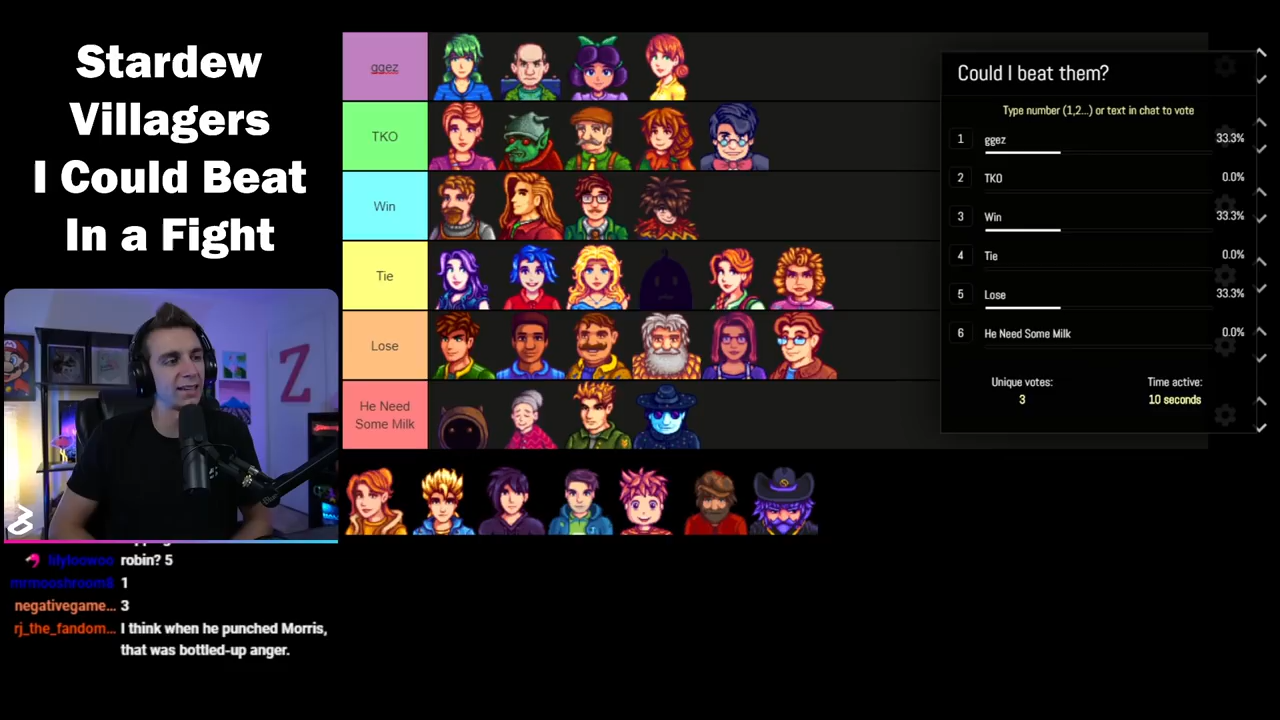 Stardew
Villagers
I Could Beat
In a Fight
ggez
TKO
Win
Tie
Lose
He Need
Some Milk
Could I beat them?
Type number (1,2...) or text in chat to vote
1 ggez 33.3%
2 TKO 0.0%
3 Win 33.3%
4 Tie 0.0%
5 Lose 33.3%
6 He Need Some Milk 0.0%
Unique votes:
3
Time active:
10 seconds
Z
robin? 5
mrmooshroom8 1
negativegame... 3
rj_the_fandom... I think when he punched Morris,
that was bottled-up anger.